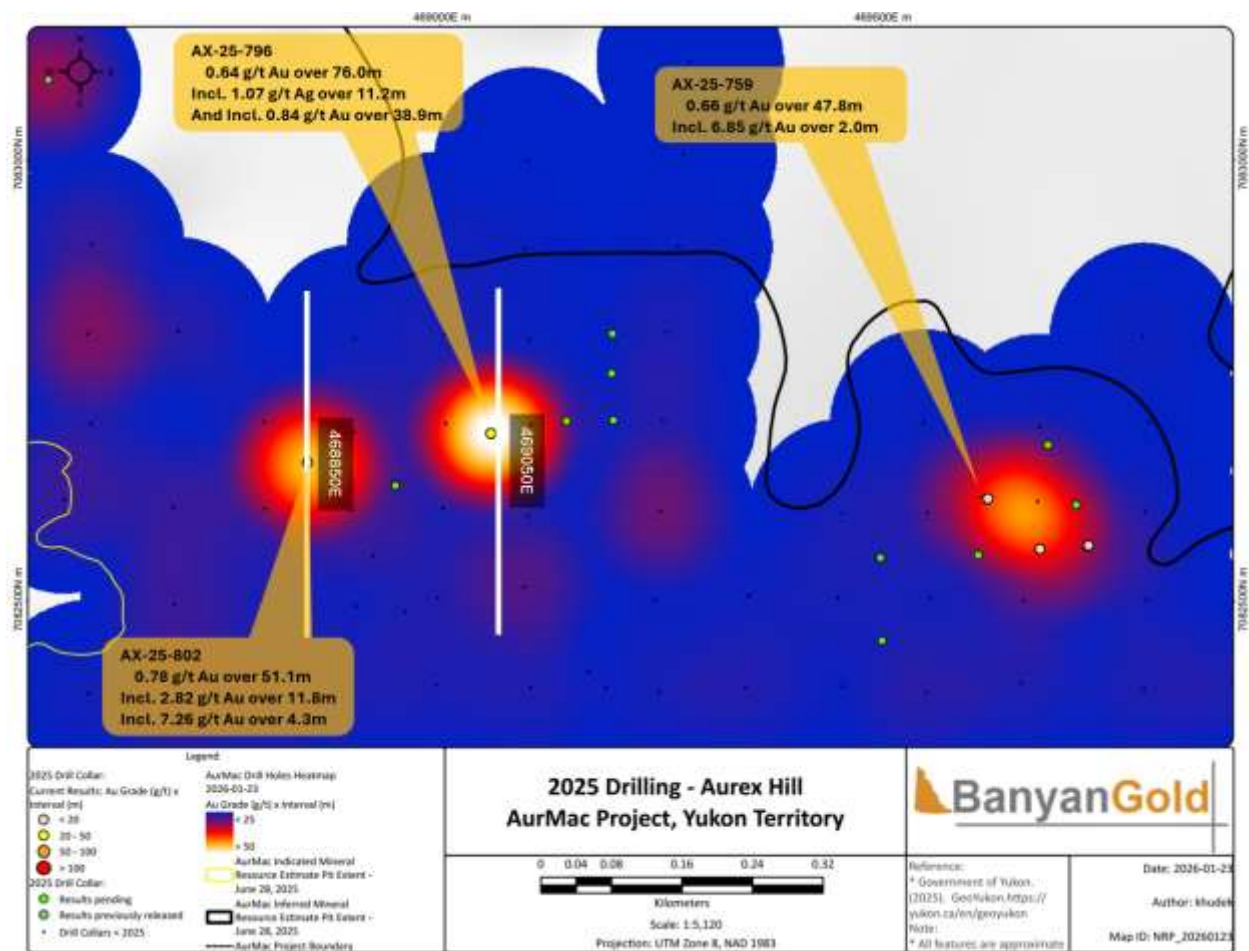 469000E m
469600E m
7083000N m
7083000N m
AX-25-796
0.64 g/t Au over 76.0m
Incl. 1.07 g/t Ag over 11.2m
And Incl. 0.84 g/t Au over 38.9m
AX-25-759
0.66 g/t Au over 47.8m
Incl. 6.85 g/t Au over 2.0m
468850E
469050E
7082500N m
7082500N m
AX-25-802
0.78 g/t Au over 51.1m
Incl. 2.82 g/t Au over 11.8m
Incl. 7.26 g/t Au over 4.3m
Legend
2025 Drill Collar:
Current Results: Au Grade (g/t) x
Interval (m)
< 20
20 - 50
50 - 100
> 100
2025 Drill Collar:
Results pending
Results previously released
Drill Collars < 2025
AurMac Drill Holes Heatmap
2026-01-23
Au Grade (g/t) x Interval (m)
< 25
> 50
AurMac Indicated Mineral
Resource Estimate Pit Extent -
June 28, 2025
AurMac Inferred Mineral
Resource Estimate Pit Extent -
June 28, 2025
AurMac Project Boundary
2025 Drilling - Aurex Hill
AurMac Project, Yukon Territory
0 0.04 0.08 0.16 0.24 0.32
Kilometers
Scale: 1:5,120
Projection: UTM Zone 8, NAD 1983
BanyanGold
Reference:
* Government of Yukon.
(2025). GeoYukon.https://
yukon.ca/en/geoyukon
Note:
* All features are approximate
Date: 2026-01-23
Author: khudek
Map ID: NRP_20260123